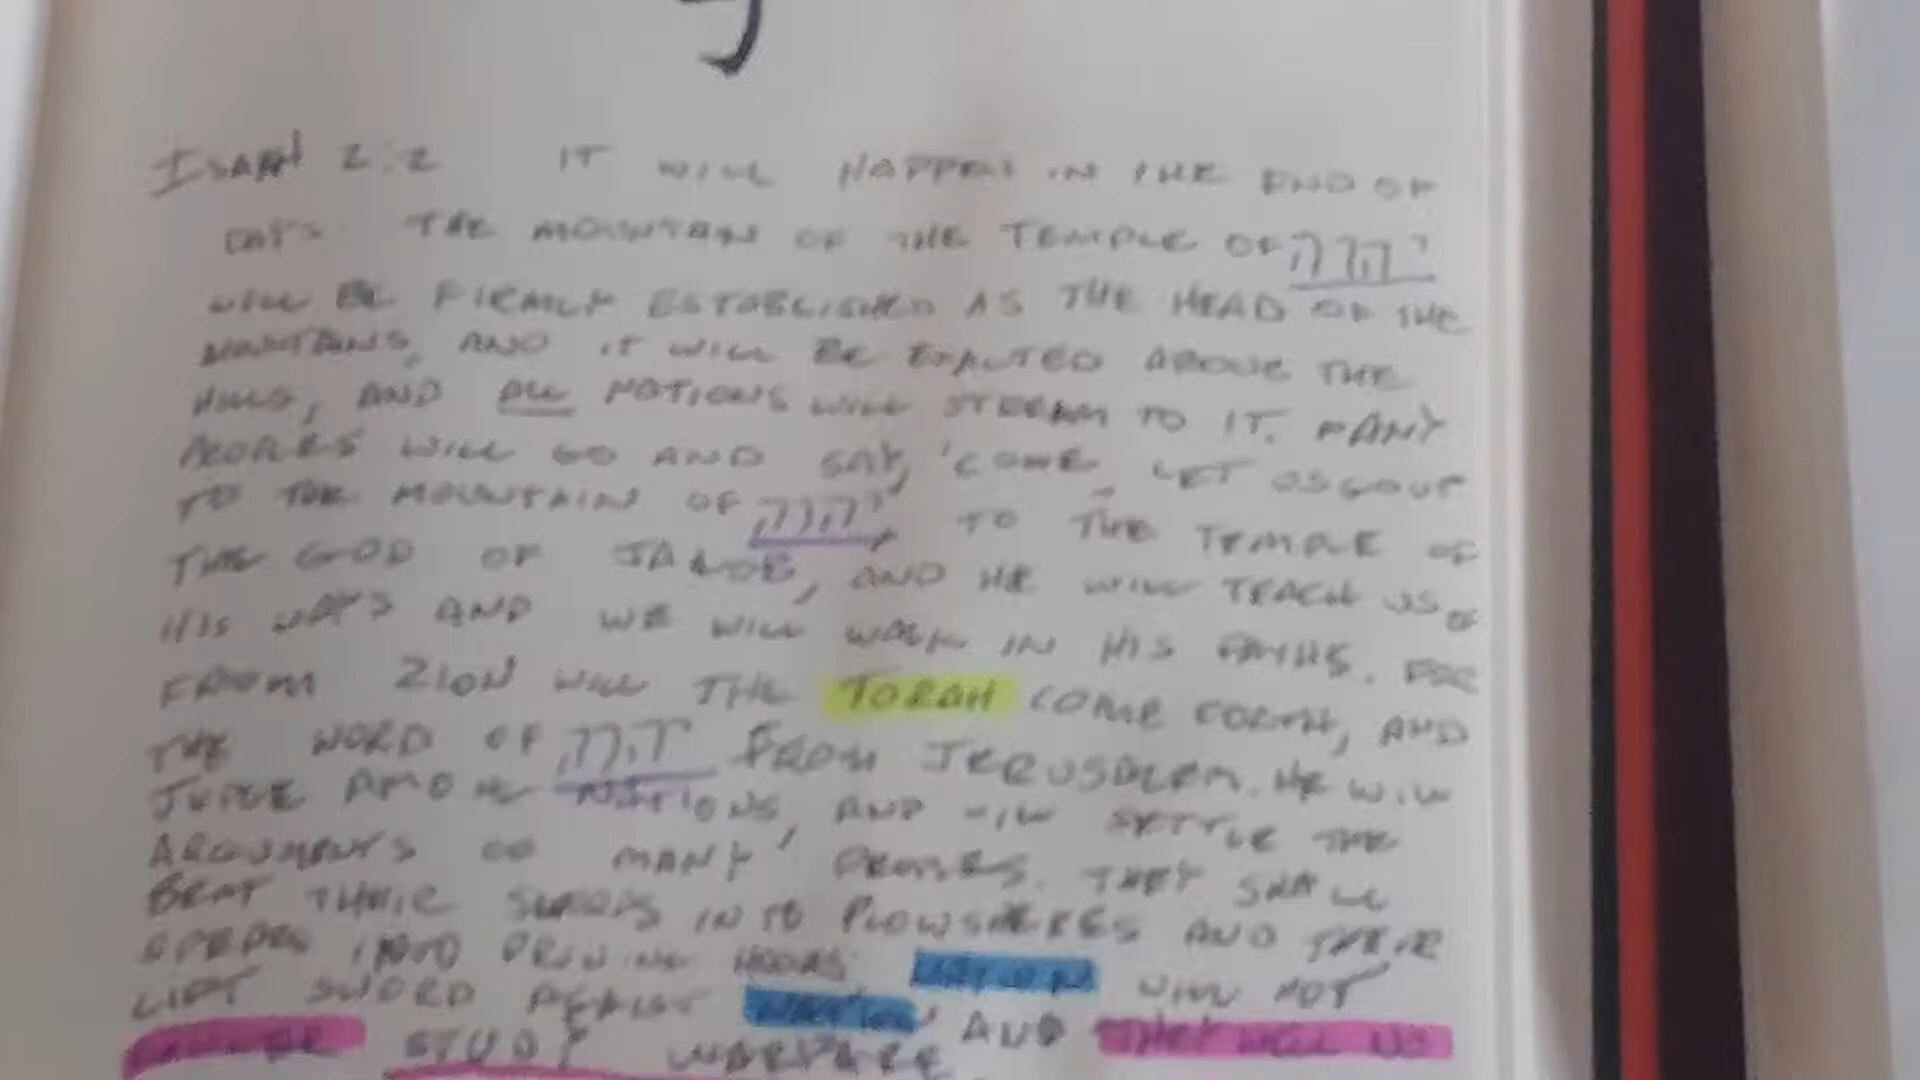 ISAIAH 2:2 IT WILL HAPPEN IN THE END OF
DAYS: THE MOUNTAIN OF THE TEMPLE OF יהוה
WILL BE FIRMLY ESTABLISHED AS THE HEAD OF THE
MOUNTAINS, AND IT WILL BE EXALTED ABOVE THE
HILLS, AND ALL NATIONS WILL STREAM TO IT. MANY
PEOPLES WILL GO AND SAY, 'COME, LET US GO UP
TO THE MOUNTAIN OF יהוה, TO THE TEMPLE OF
THE GOD OF JACOB, AND HE WILL TEACH US OF
HIS WAYS AND WE WILL WALK IN HIS PATHS. FOR
FROM ZION WILL THE TORAH COME FORTH, AND
THE WORD OF יהוה FROM JERUSALEM. HE WILL
JUDGE AMONG NATIONS, AND WILL SETTLE THE
ARGUMENTS OF MANY PEOPLES. THEY SHALL
BEAT THEIR SWORDS INTO PLOWSHERES AND THEIR
SPEARS INTO PRUNING HOOKS: NATION WILL NOT
LIFT SWORD AGAINST NATION, AND THEY WILL NO
LONGER STUDY WARFARE